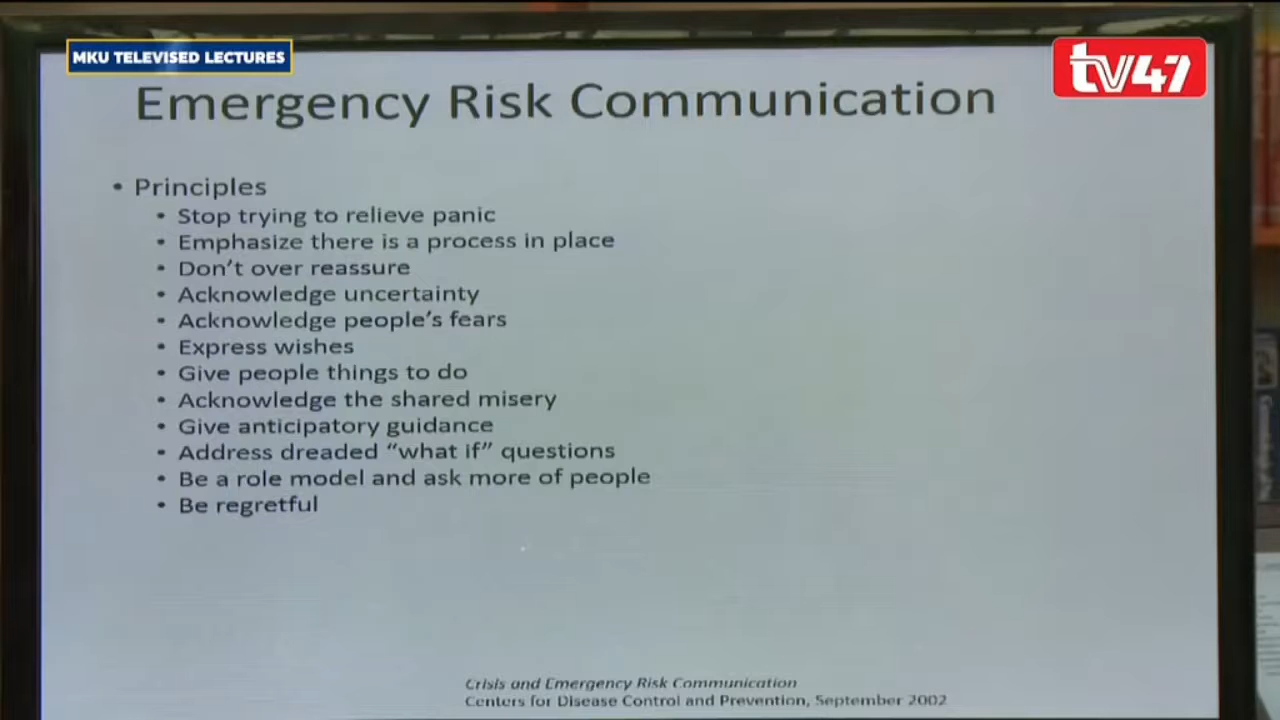 MKU TELEVISED LECTURES
tv47
Emergency Risk Communication
• Principles
• Stop trying to relieve panic
• Emphasize there is a process in place
• Don't over reassure
• Acknowledge uncertainty
• Acknowledge people's fears
• Express wishes
• Give people things to do
• Acknowledge the shared misery
• Give anticipatory guidance
• Address dreaded “what if” questions
• Be a role model and ask more of people
• Be regretful
Crisis and Emergency Risk Communication
Centers for Disease Control and Prevention, September 2002